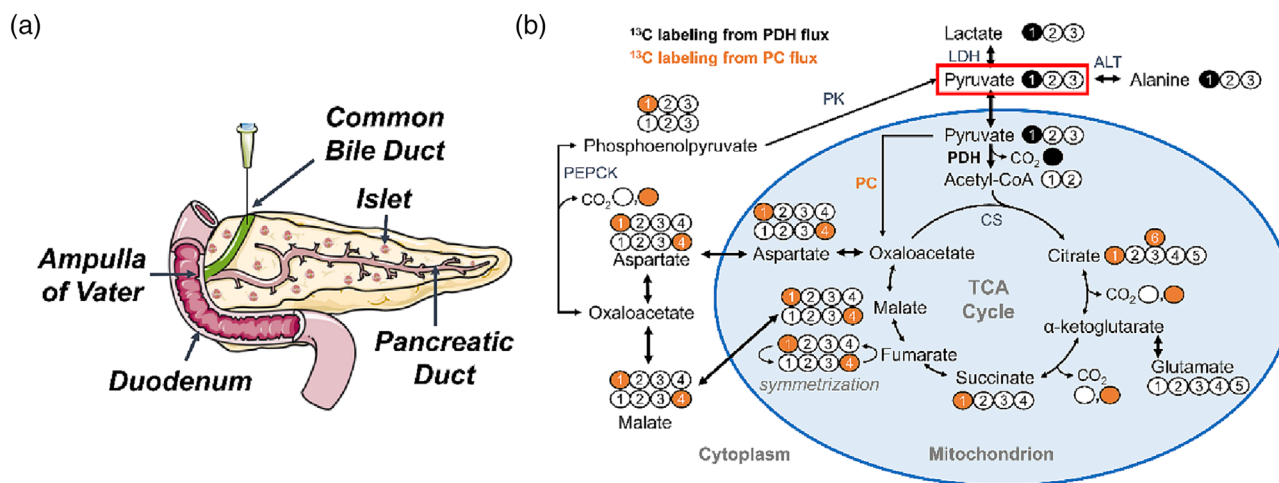 (a)
Common
Bile Duct
Islet
Ampulla
of Vater
Pancreatic
Duct
Duodenum
(b)
¹³C labeling from PDH flux
¹³C labeling from PC flux
Lactate 1 2 3
LDH
ALT
Pyruvate 1 2 3
Alanine 1 2 3
PK
1 2 3
1 2 3
Phosphoenolpyruvate
Pyruvate 1 2 3
PDH
CO₂
Acetyl-CoA 1 2
PC
PEPCK
CO₂ ,
CS
1 2 3 4
1 2 3 4
Aspartate
1 2 3 4
1 2 3 4
Aspartate
Oxaloacetate
6
Citrate 1 2 3 4 5
CO₂ ,
TCA
Cycle
Oxaloacetate
1 2 3 4
1 2 3 4
Malate
α-ketoglutarate
1 2 3 4
1 2 3 4
symmetrization
Fumarate
Succinate
1 2 3 4
CO₂
,
Glutamate
1 2 3 4 5
1 2 3 4
1 2 3 4
Malate
Cytoplasm
Mitochondrion